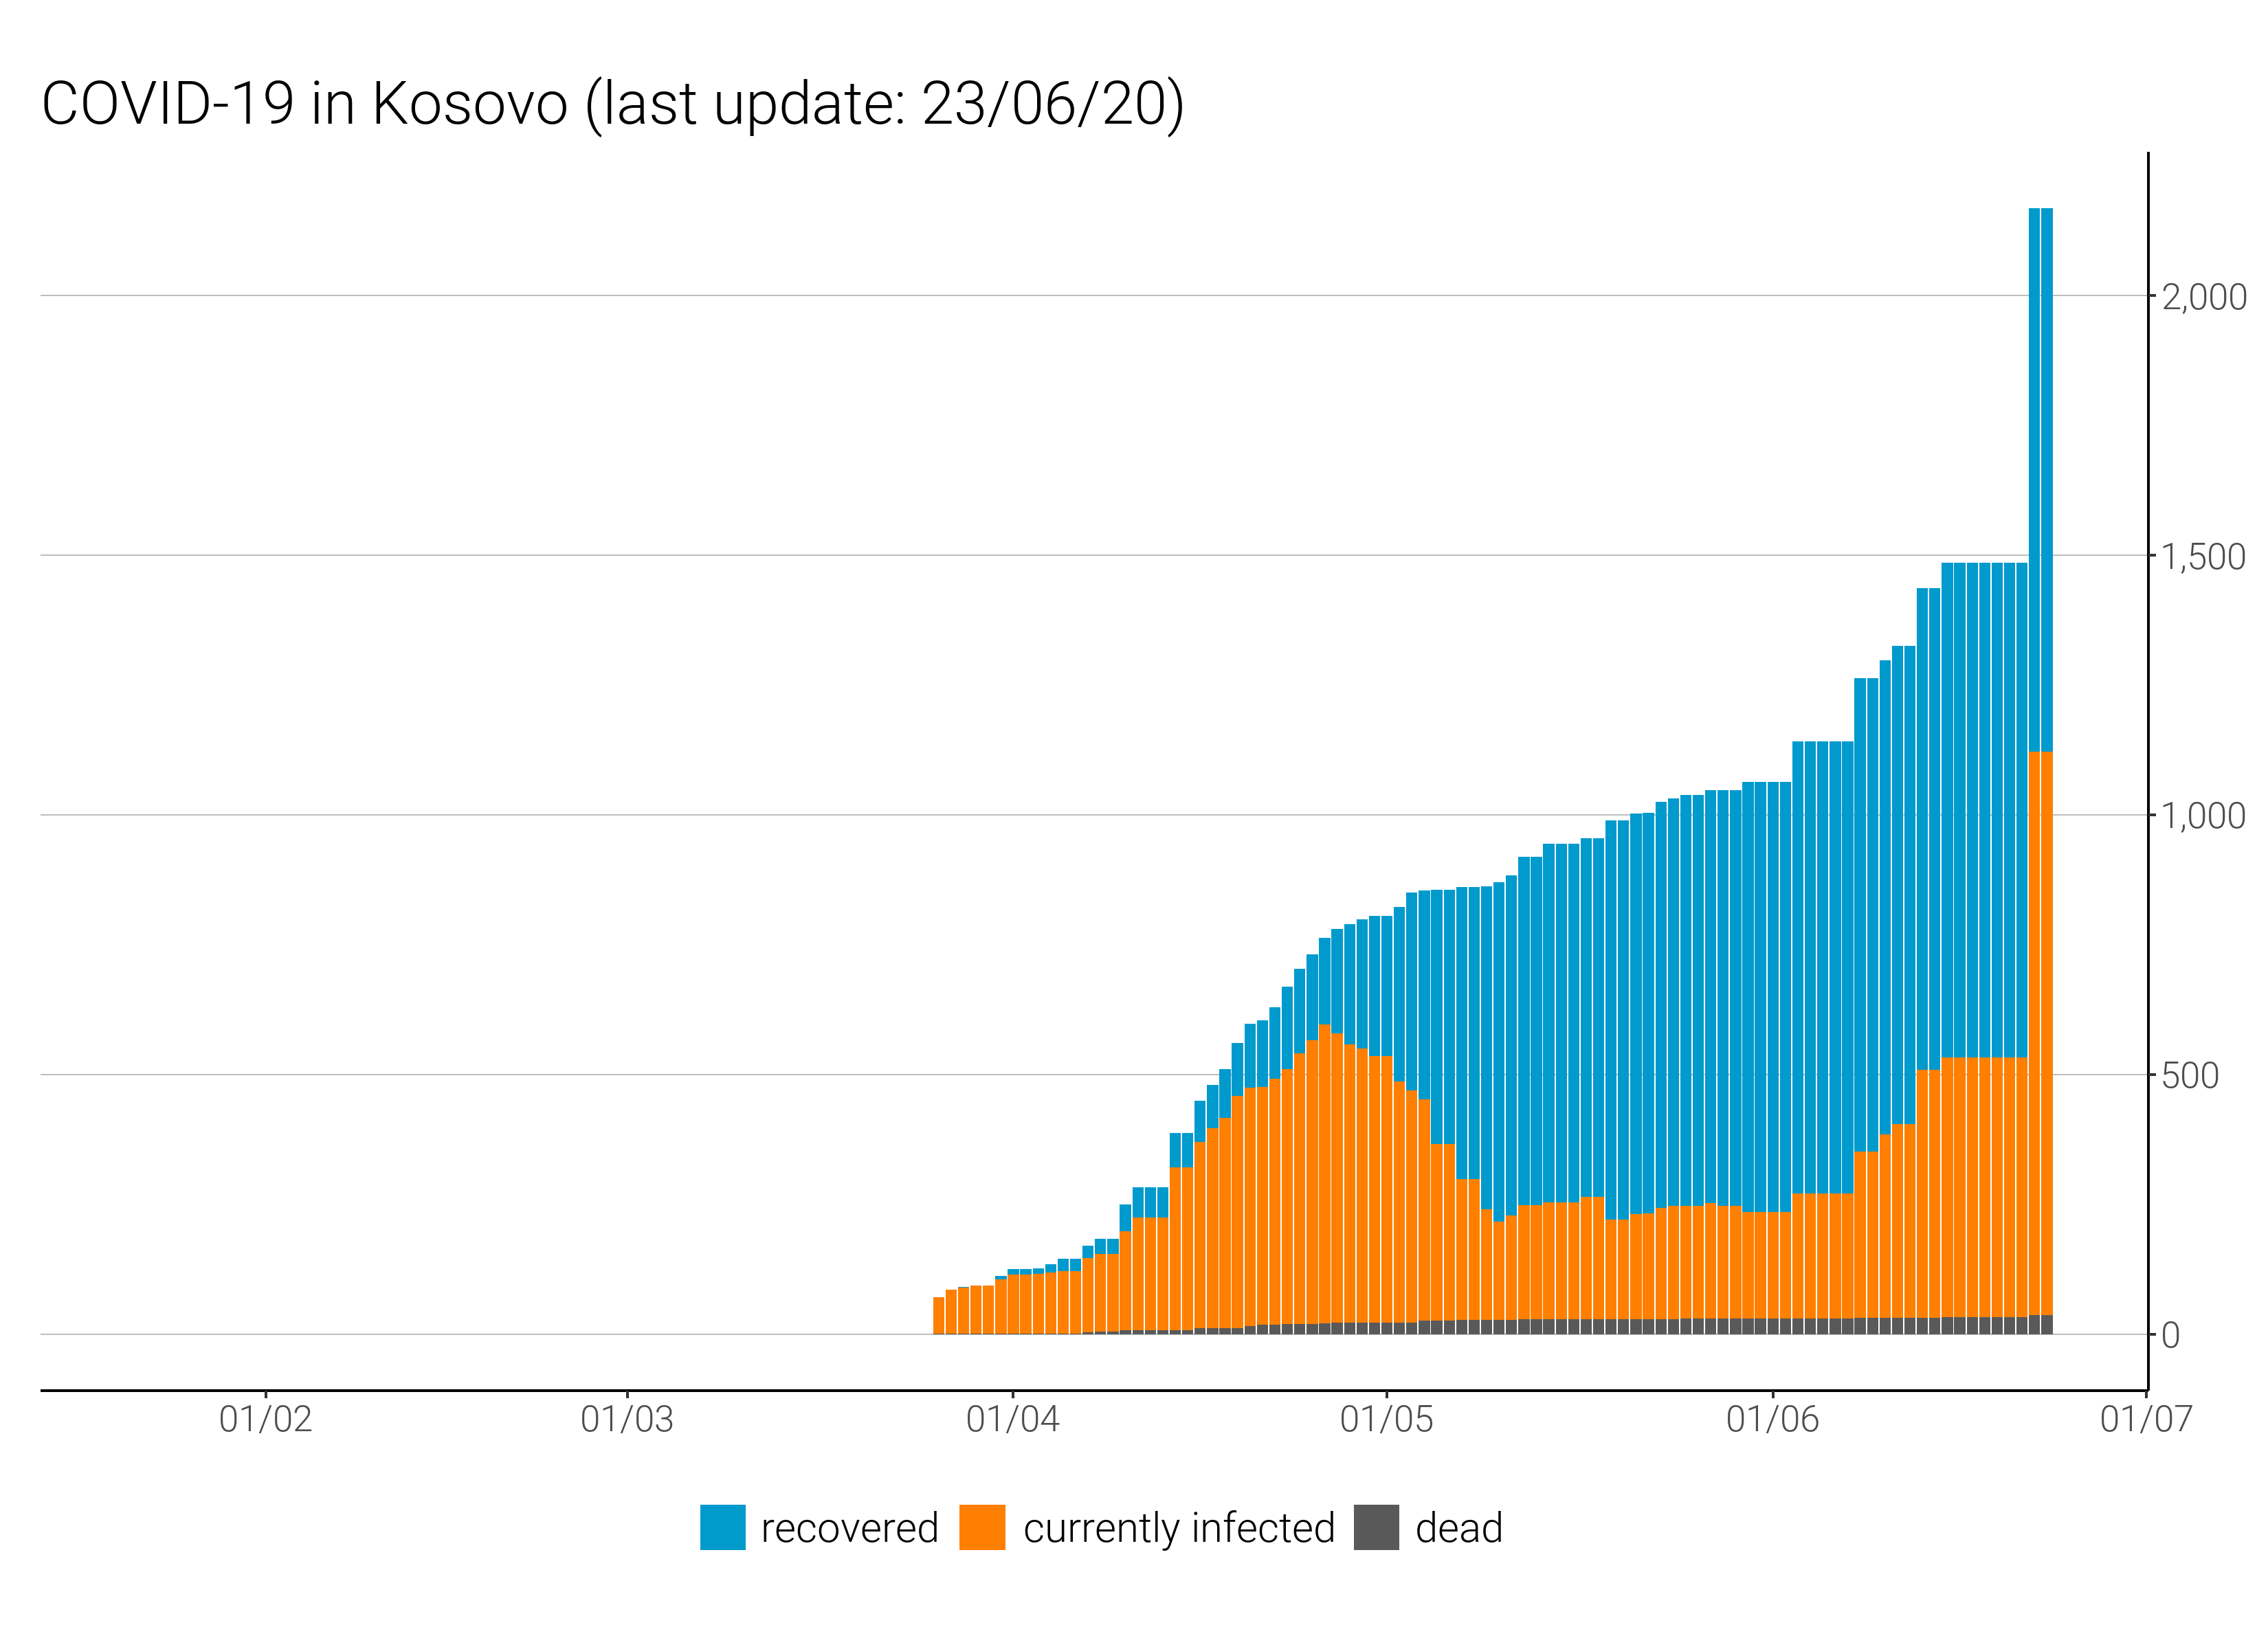 COVID-19 in Kosovo (last update: 23/06/20)
2,000
1,500
1,000
500
0
01/02 01/03 01/04 01/05 01/06 01/07
recovered currently infected dead